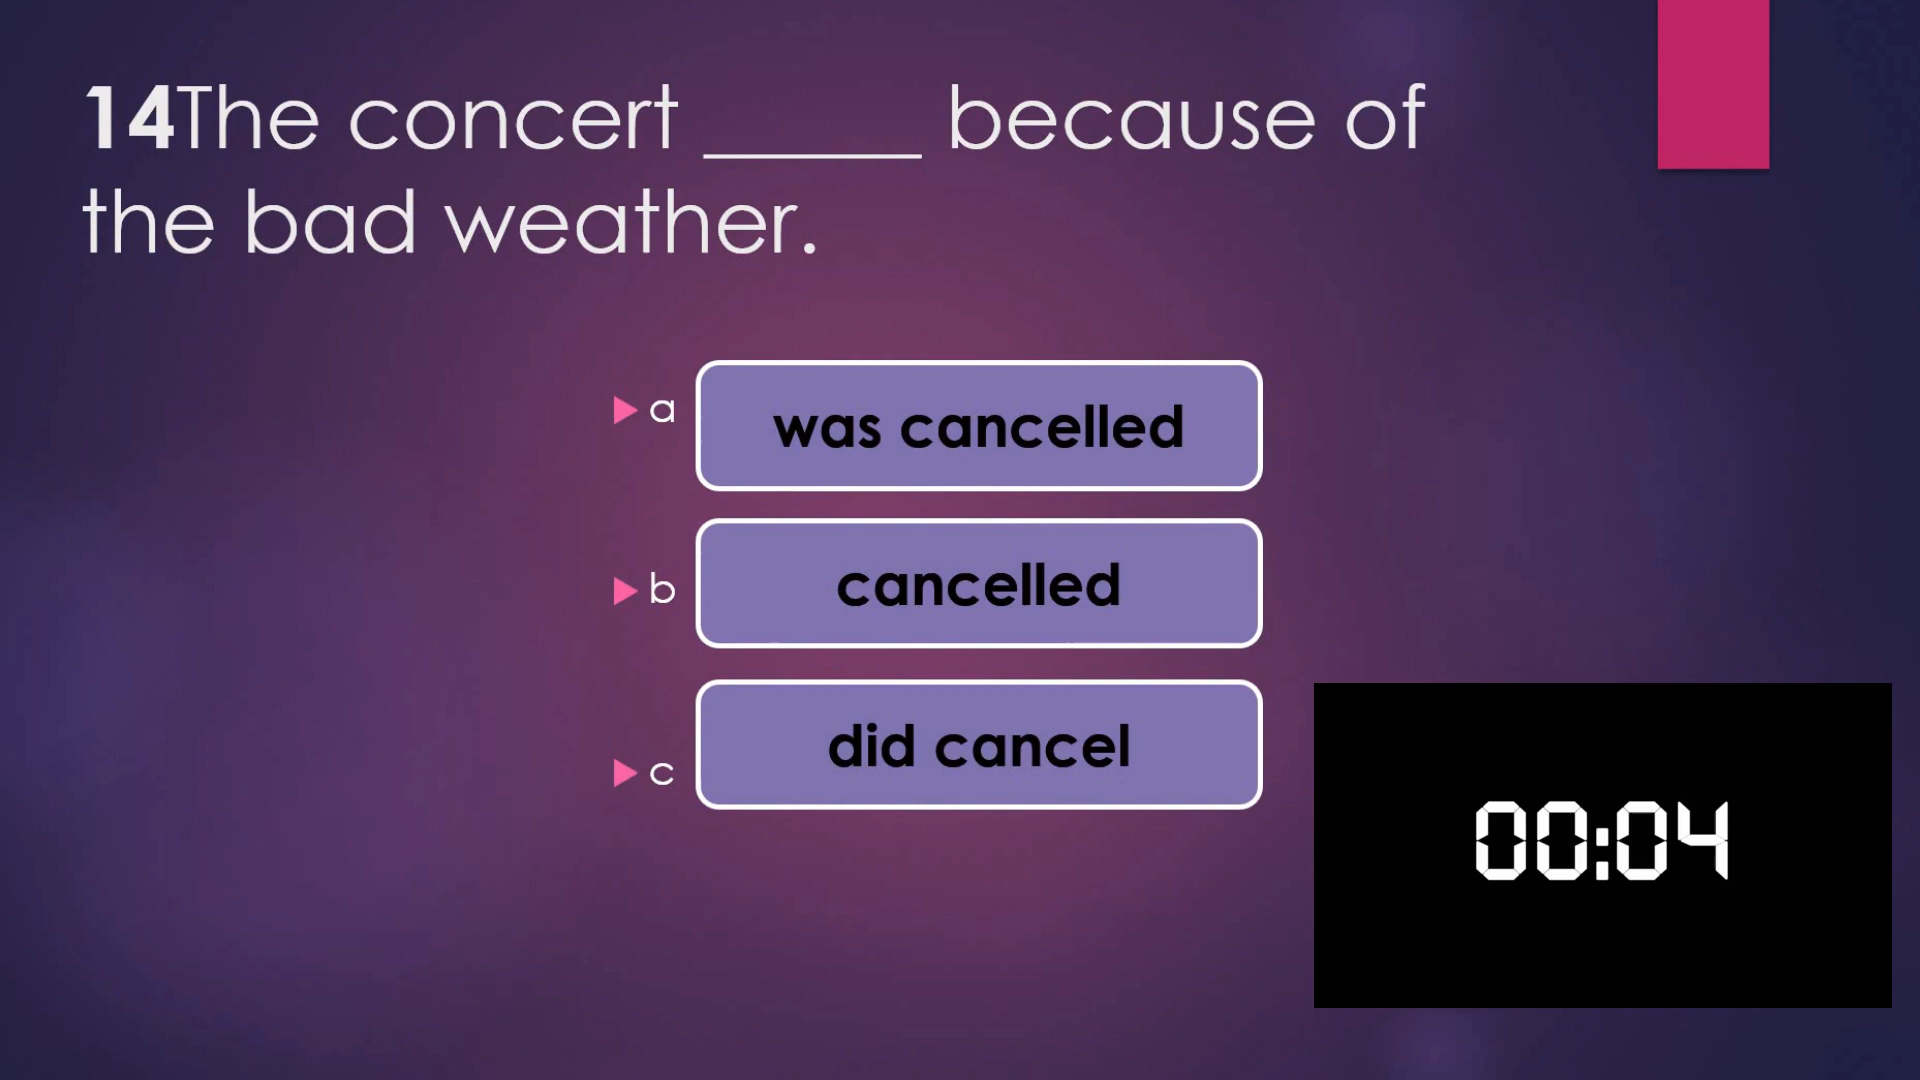 14The concert ______ because of
the bad weather.
a was cancelled
b cancelled
c did cancel
00:04